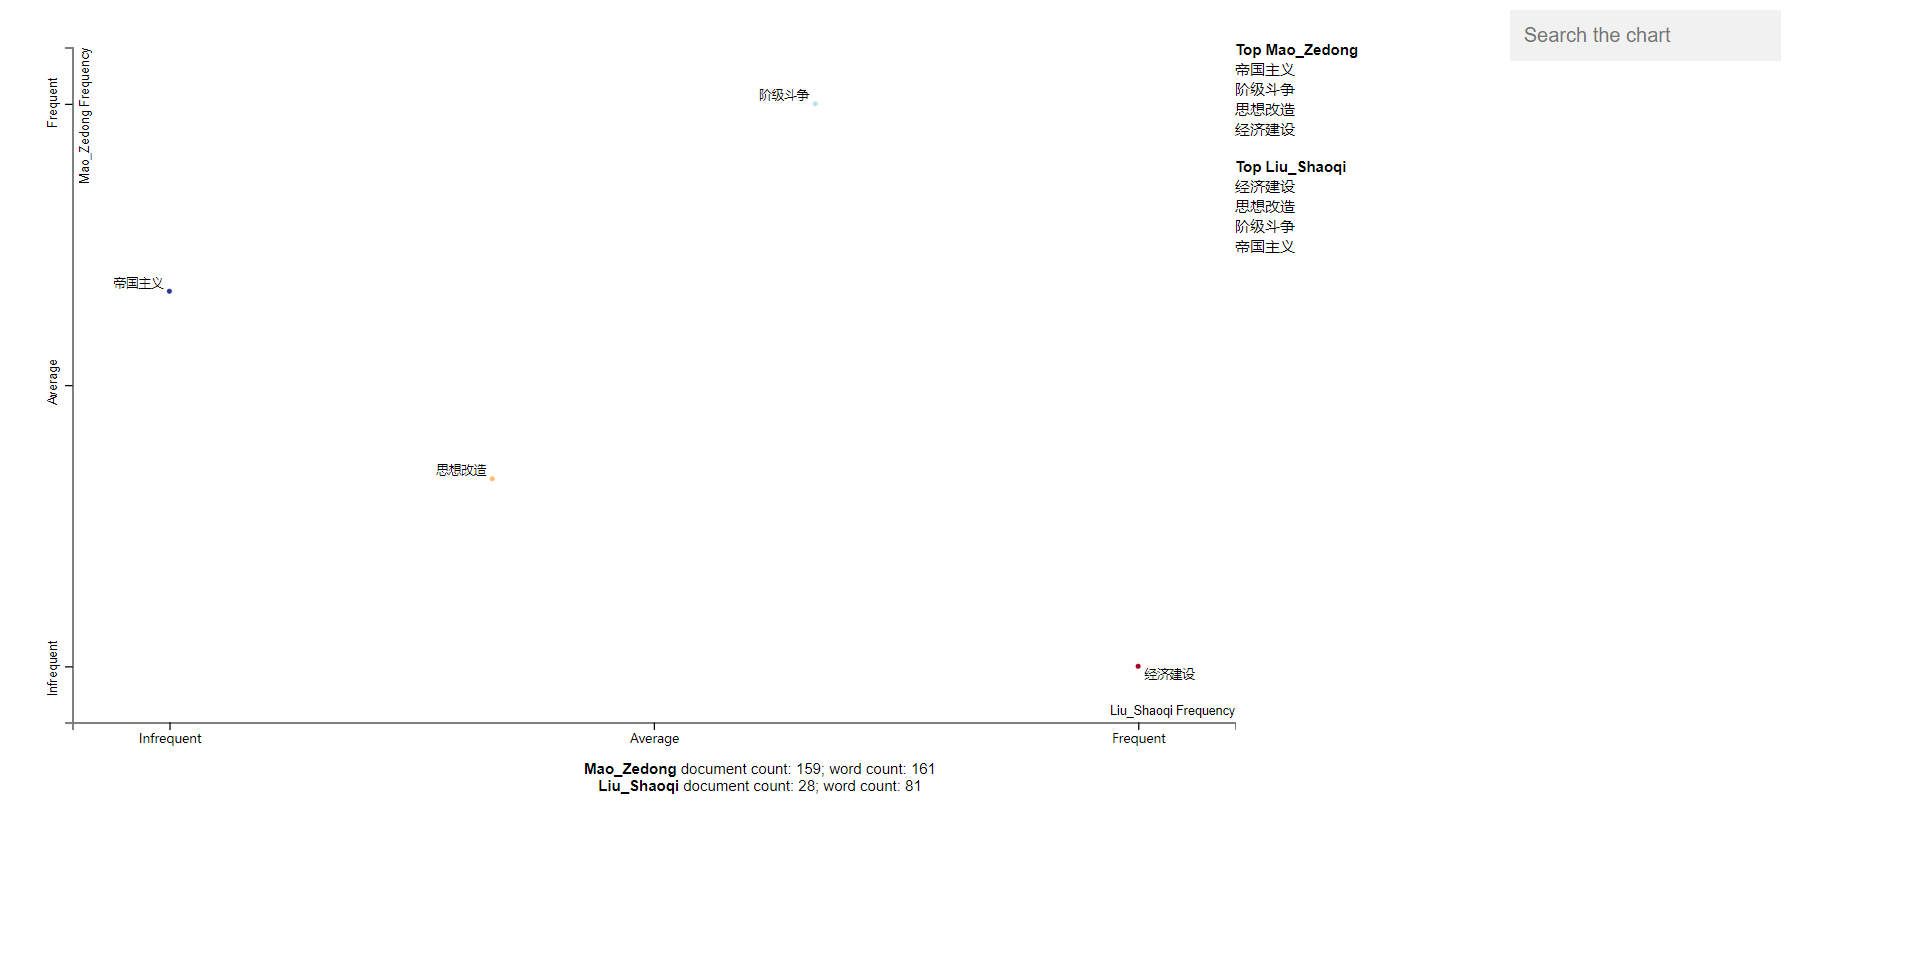 Search the chart
Frequent
Mao_Zedong Frequency
阶级斗争
帝国主义
Average
思想改造
Infrequent
经济建设
Liu_Shaoqi Frequency
Infrequent
Average
Frequent
Mao_Zedong document count: 159; word count: 161
Liu_Shaoqi document count: 28; word count: 81
Top Mao_Zedong
帝国主义
阶级斗争
思想改造
经济建设
Top Liu_Shaoqi
经济建设
思想改造
阶级斗争
帝国主义